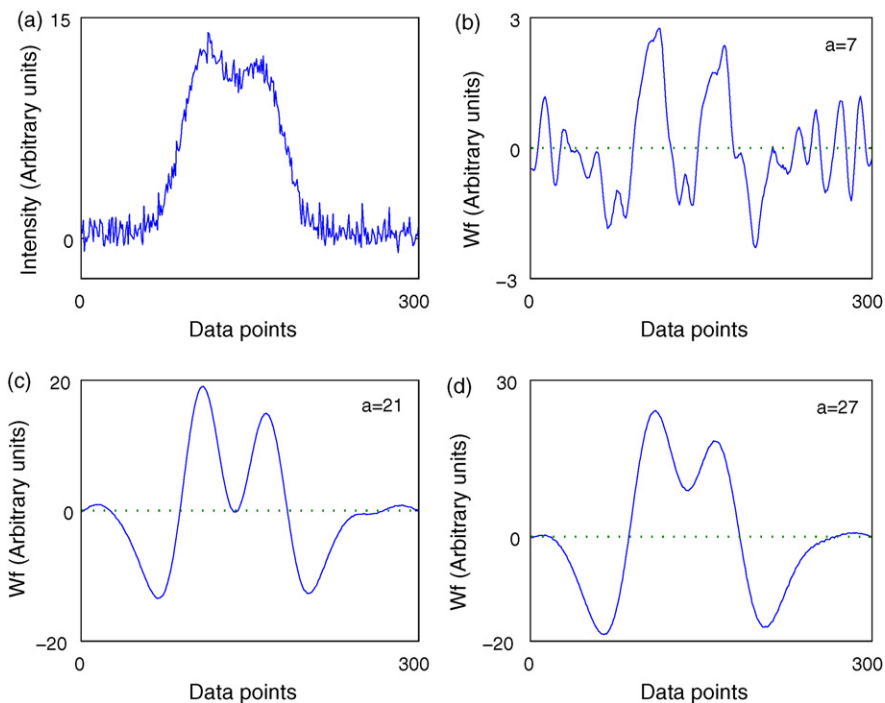 (a)
15
0
Intensity (Arbitrary units)
0
300
Data points
(b)
3
a=7
0
−3
Wf (Arbitrary units)
0
300
Data points
(c)
20
a=21
0
−20
Wf (Arbitrary units)
0
300
Data points
(d)
30
a=27
0
−20
Wf (Arbitrary units)
0
300
Data points